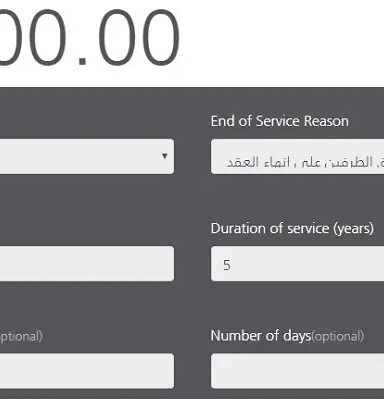 00.00
End of Service Reason
الطرفين على إنهاء العقد
Duration of service (years)
5
ptional)
Number of days(optional)